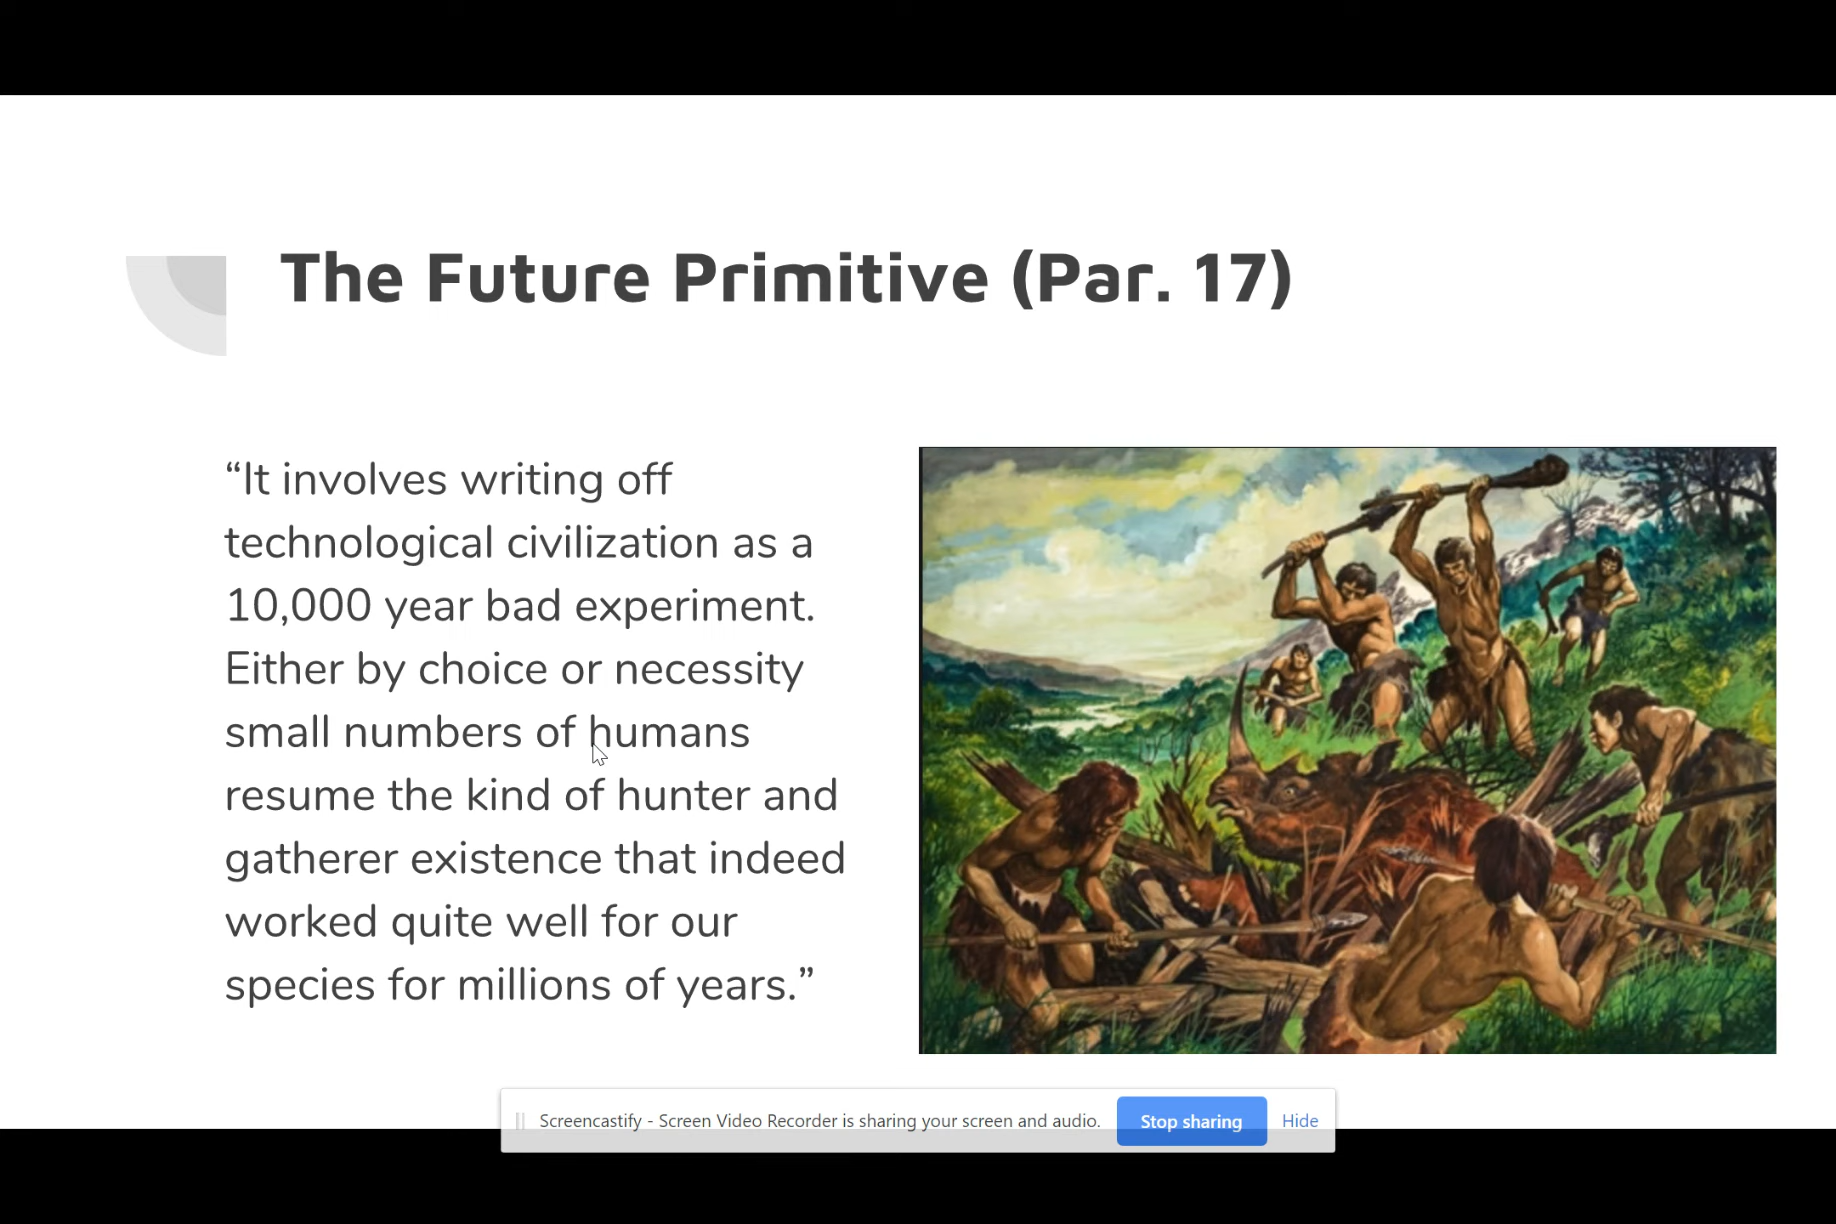 The Future Primitive (Par. 17)
“It involves writing off
technological civilization as a
10,000 year bad experiment.
Either by choice or necessity
small numbers of humans
resume the kind of hunter and
gatherer existence that indeed
worked quite well for our
species for millions of years.”
Screencastify - Screen Video Recorder is sharing your screen and audio. Stop sharing Hide